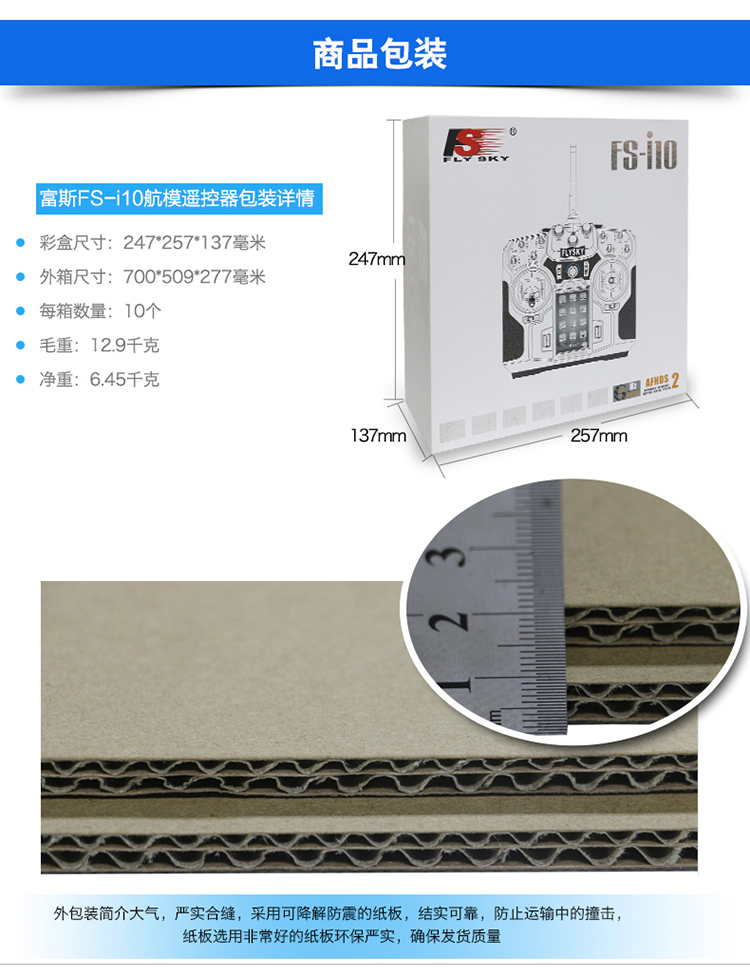 商品包装
富斯FS-i10航模遥控器包装详情
彩盒尺寸：247*257*137毫米
外箱尺寸：700*509*277毫米
每箱数量：10个
毛重：12.9千克
净重：6.45千克
247mm
137mm
257mm
FS®
FLY SKY
FS-i10
FLYSKY
AFHDS 2
3
2
1
外包装简介大气，严实合缝，采用可降解防震的纸板，结实可靠，防止运输中的撞击，
纸板选用非常好的纸板环保严实，确保发货质量